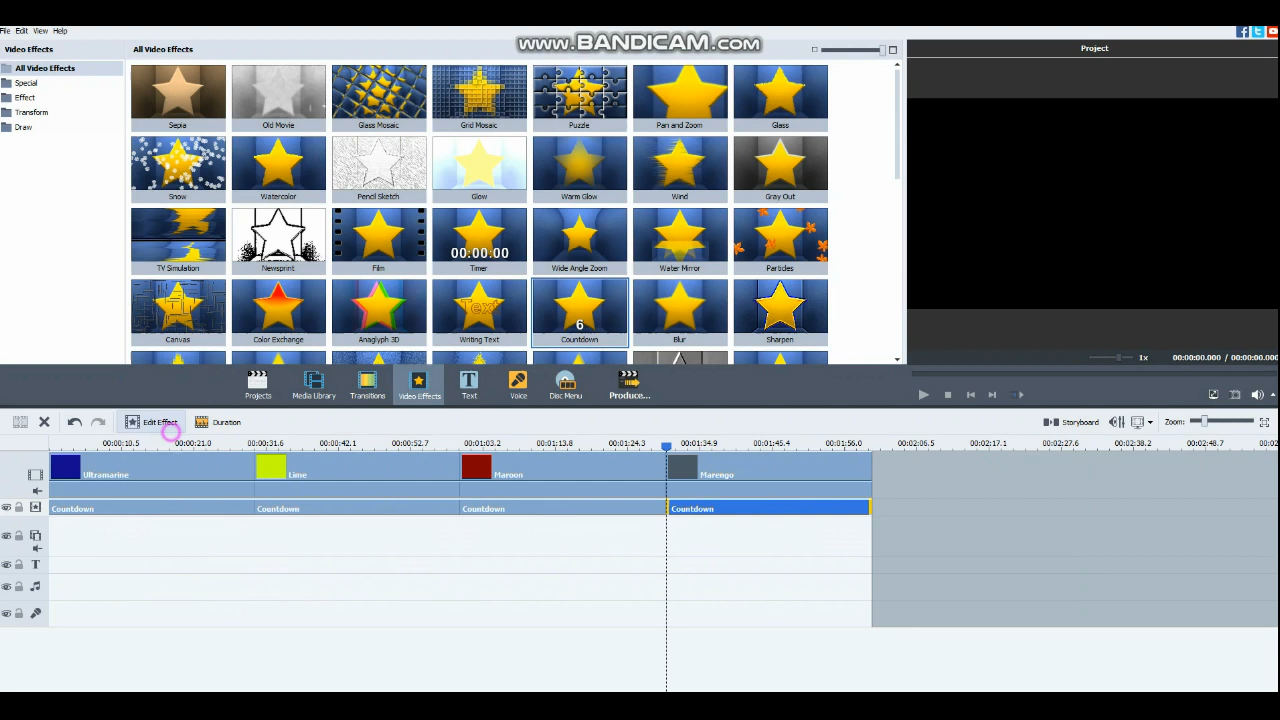 www.BANDICAM.com
File Edit View Help
Video Effects
All Video Effects
Project
All Video Effects
Special
Effect
Transform
Draw
Sepia Old Movie Glass Mosaic Grid Mosaic Puzzle Pan and Zoom Glass
Snow Watercolor Pencil Sketch Glow Warm Glow Wind Gray Out
00:00:00
TV Simulation Newsprint Film Timer Wide Angle Zoom Water Mirror Particles
Text
6
Canvas Color Exchange Anaglyph 3D Writing Text Countdown Blur Sharpen
1x 00:00:00.000 / 00:00:00.000
Projects Media Library Transitions Video Effects Text Voice Disc Menu Produce...
Edit Effect Duration Storyboard Zoom:
00:00:10.5 00:00:21.0 00:00:31.6 00:00:42.1 00:00:52.7 00:01:03.2 00:01:13.8 00:01:24.3 00:01:34.9 00:01:45.4 00:01:56.0 00:02:06.5 00:02:17.1 00:02:27.6 00:02:38.2 00:02:48.7 00:02
Ultramarine Lime Maroon Marengo
Countdown Countdown Countdown Countdown